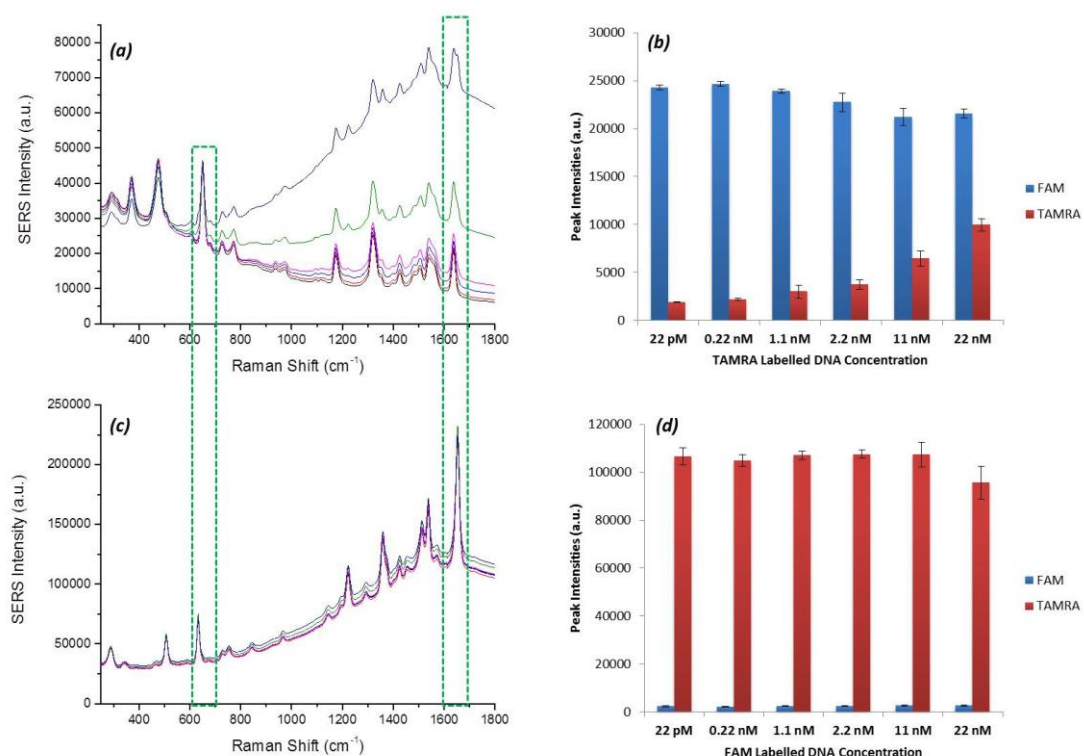 (a)
SERS Intensity (a.u.)
80000
70000
60000
50000
40000
30000
20000
10000
0
400 600 800 1000 1200 1400 1600 1800
Raman Shift (cm⁻¹)
(b)
Peak Intensities (a.u.)
30000
25000
20000
15000
10000
5000
0
22 pM 0.22 nM 1.1 nM 2.2 nM 11 nM 22 nM
TAMRA Labelled DNA Concentration
FAM
TAMRA
(c)
SERS Intensity (a.u.)
250000
200000
150000
100000
50000
0
400 600 800 1000 1200 1400 1600 1800
Raman Shift (cm⁻¹)
(d)
Peak Intensities (a.u.)
120000
100000
80000
60000
40000
20000
0
22 pM 0.22 nM 1.1 nM 2.2 nM 11 nM 22 nM
FAM Labelled DNA Concentration
FAM
TAMRA